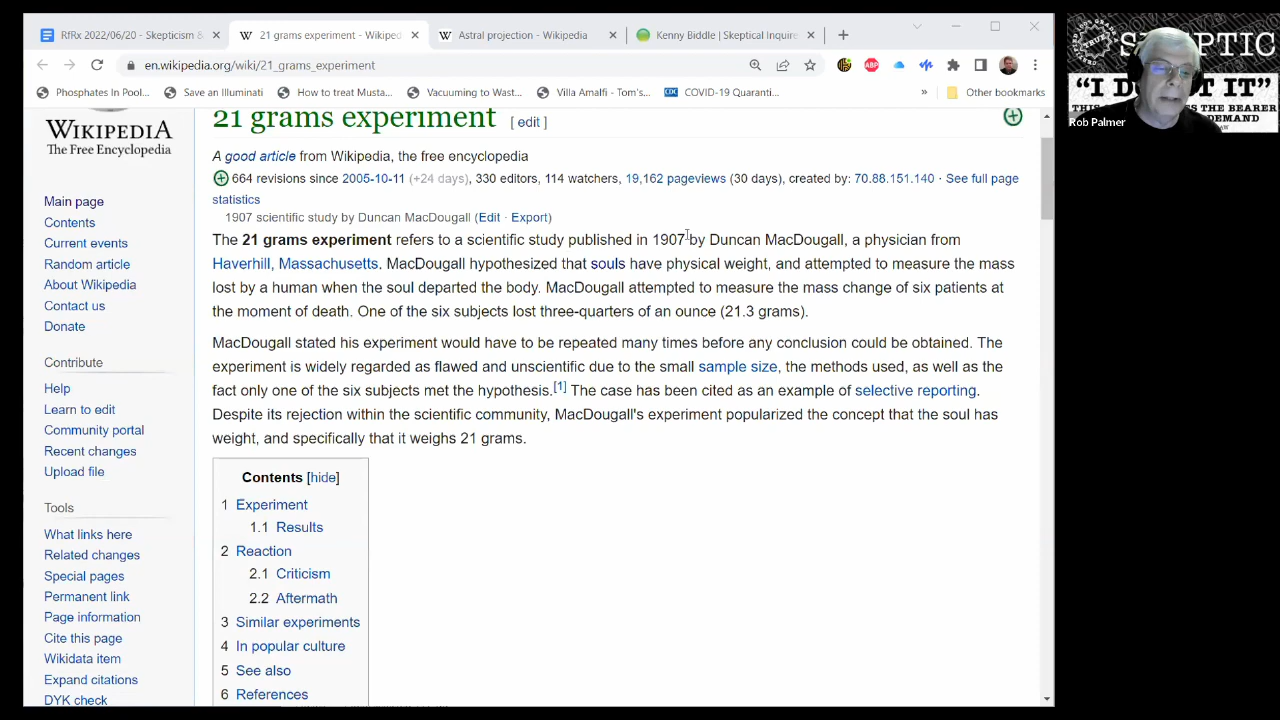 RfRx 2022/06/20 - Skepticism &
21 grams experiment - Wikiped
Astral projection - Wikipedia
Kenny Biddle | Skeptical Inquire
en.wikipedia.org/wiki/21_grams_experiment
ABP
Phosphates In Pool...
Save an Illuminati
How to treat Musta...
Vacuuming to Wast...
Villa Amalfi - Tom's...
CDC COVID-19 Quaranti...
» Other bookmarks
SKEPTIC
TRUE
Rob Palmer
WIKIPEDIA
The Free Encyclopedia
Main page
Contents
Current events
Random article
About Wikipedia
Contact us
Donate
Contribute
Help
Learn to edit
Community portal
Recent changes
Upload file
Tools
What links here
Related changes
Special pages
Permanent link
Page information
Cite this page
Wikidata item
Expand citations
DYK check
21 grams experiment [ edit ]
A good article from Wikipedia, the free encyclopedia
664 revisions since 2005-10-11 (+24 days), 330 editors, 114 watchers, 19,162 pageviews (30 days), created by: 70.88.151.140 · See full page
statistics
1907 scientific study by Duncan MacDougall (Edit · Export)
The 21 grams experiment refers to a scientific study published in 1907 by Duncan MacDougall, a physician from
Haverhill, Massachusetts. MacDougall hypothesized that souls have physical weight, and attempted to measure the mass
lost by a human when the soul departed the body. MacDougall attempted to measure the mass change of six patients at
the moment of death. One of the six subjects lost three-quarters of an ounce (21.3 grams).
MacDougall stated his experiment would have to be repeated many times before any conclusion could be obtained. The
experiment is widely regarded as flawed and unscientific due to the small sample size, the methods used, as well as the
fact only one of the six subjects met the hypothesis.[1] The case has been cited as an example of selective reporting.
Despite its rejection within the scientific community, MacDougall's experiment popularized the concept that the soul has
weight, and specifically that it weighs 21 grams.
Contents [hide]
1 Experiment
1.1 Results
2 Reaction
2.1 Criticism
2.2 Aftermath
3 Similar experiments
4 In popular culture
5 See also
6 References